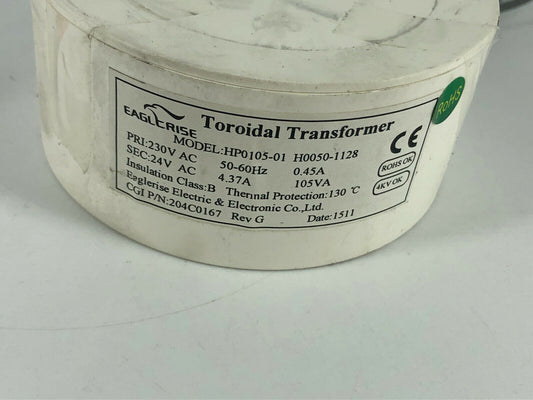 EAGLERISE
Toroidal Transformer
MODEL:HP0105-01 H0050-1128
PRI:230V AC 50-60Hz 0.45A
SEC:24V AC 4.37A 105VA
Insulation Class:B Thermal Protection:130 ℃
Eaglerise Electric & Electronic Co.,Ltd.
CGI P/N:204C0167 Rev G Date:1511
CE
ROHS OK
4KV OK
RoHS